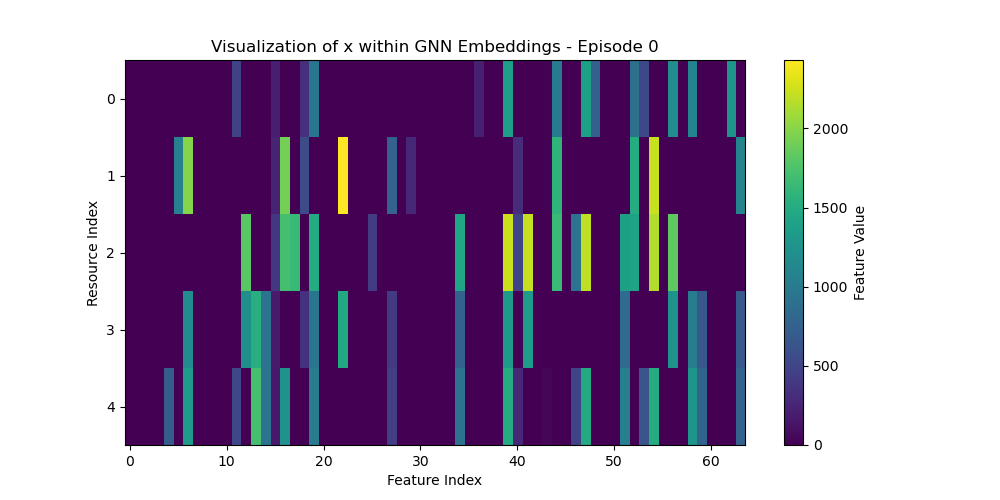 Visualization of x within GNN Embeddings - Episode 0
Resource Index
0
1
2
3
4
0 10 20 30 40 50 60
Feature Index
2000
1500
1000
500
0
Feature Value